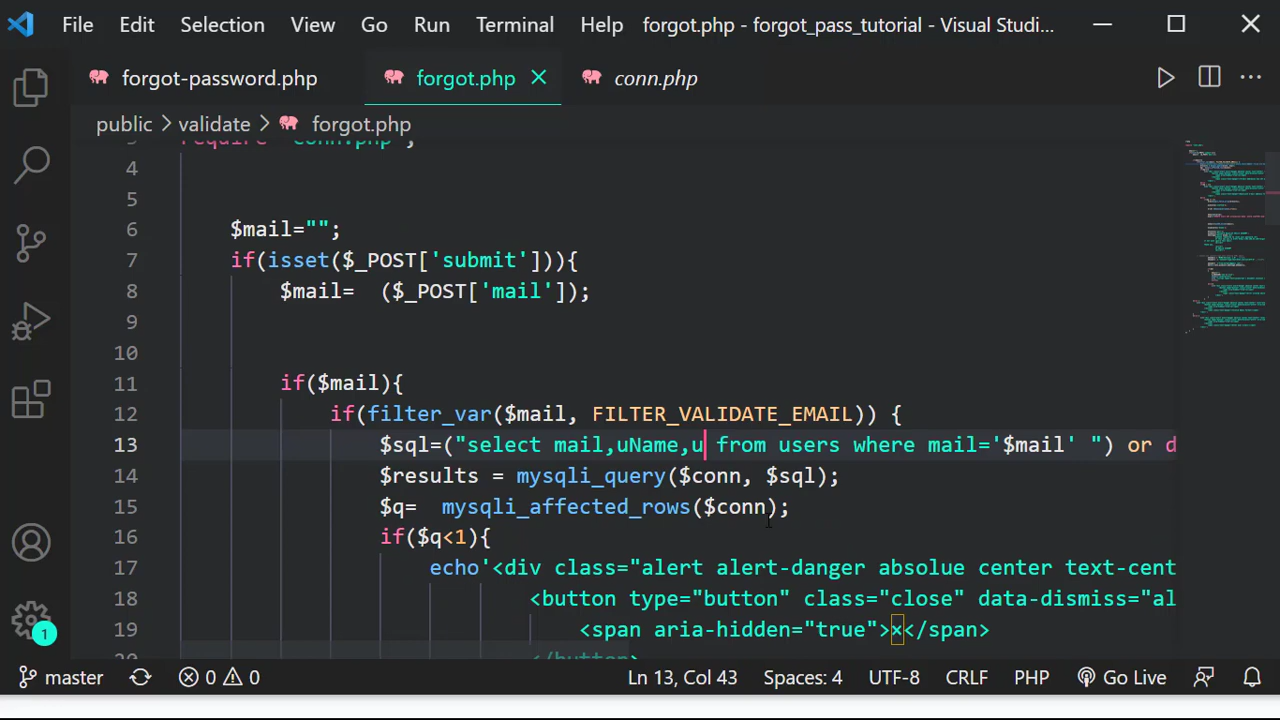 File Edit Selection View Go Run Terminal Help forgot.php - forgot_pass_tutorial - Visual Studi...
forgot-password.php forgot.php conn.php
public > validate > forgot.php
require conn.php ;
4
5
6 $mail="";
7 if(isset($_POST['submit'])){
8 $mail= ($_POST['mail']);
9
10
11 if($mail){
12 if(filter_var($mail, FILTER_VALIDATE_EMAIL)) {
13 $sql=("select mail,uName,u from users where mail='$mail' ") or d
14 $results = mysqli_query($conn, $sql);
15 $q= mysqli_affected_rows($conn);
16 if($q<1){
17 echo'<div class="alert alert-danger absolue center text-cent
18 <button type="button" class="close" data-dismiss="al
19 <span aria-hidden="true">×</span>
</button>
master 0 0 Ln 13, Col 43 Spaces: 4 UTF-8 CRLF PHP Go Live
1